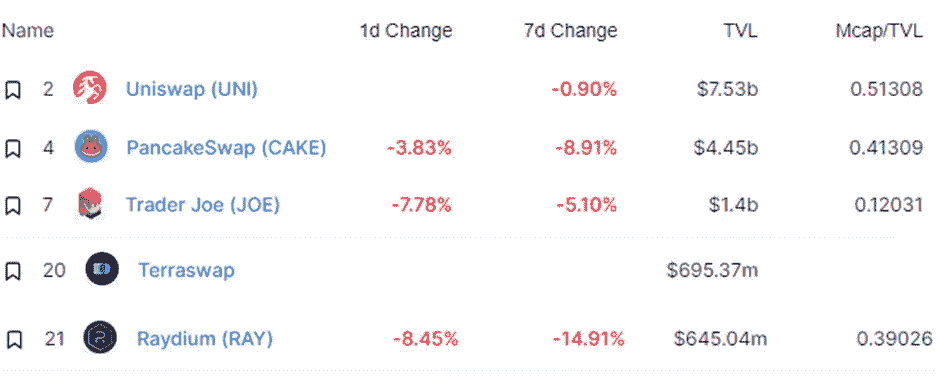 Name 1d Change 7d Change TVL Mcap/TVL
2 Uniswap (UNI) -0.90% $7.53b 0.51308
4 PancakeSwap (CAKE) -3.83% -8.91% $4.45b 0.41309
7 Trader Joe (JOE) -7.78% -5.10% $1.4b 0.12031
20 Terraswap $695.37m
21 Raydium (RAY) -8.45% -14.91% $645.04m 0.39026